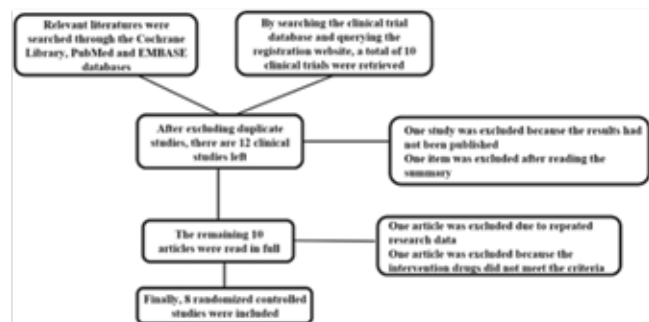 Relevant literatures were
searched through the Cochrane
Library, PubMed and EMBASE
databases
By searching the clinical trial
database and querying the
registration website, a total of 10
clinical trials were retrieved
After excluding duplicate
studies, there are 12 clinical
studies left
One study was excluded because the results had
not been published
One item was excluded after reading the
summary
The remaining 10
articles were read in full
One article was excluded due to repeated
research data
One article was excluded because the
intervention drugs did not meet the criteria
Finally, 8 randomized controlled
studies were included